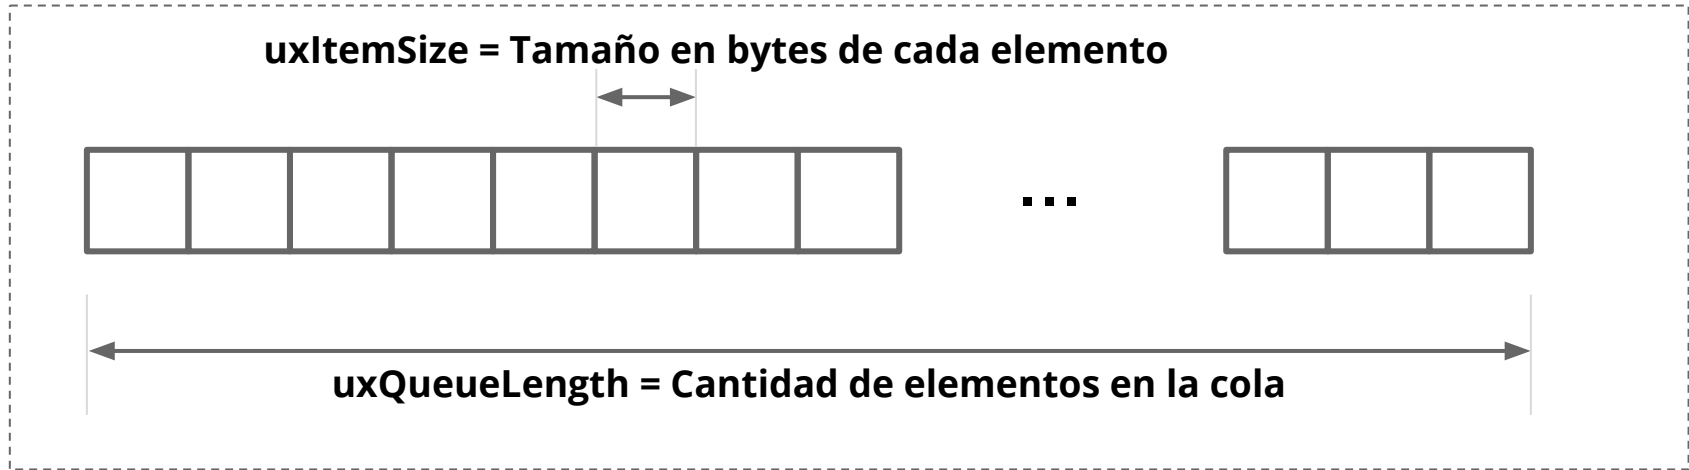 uxItemSize = Tamaño en bytes de cada elemento
...
uxQueueLength = Cantidad de elementos en la cola